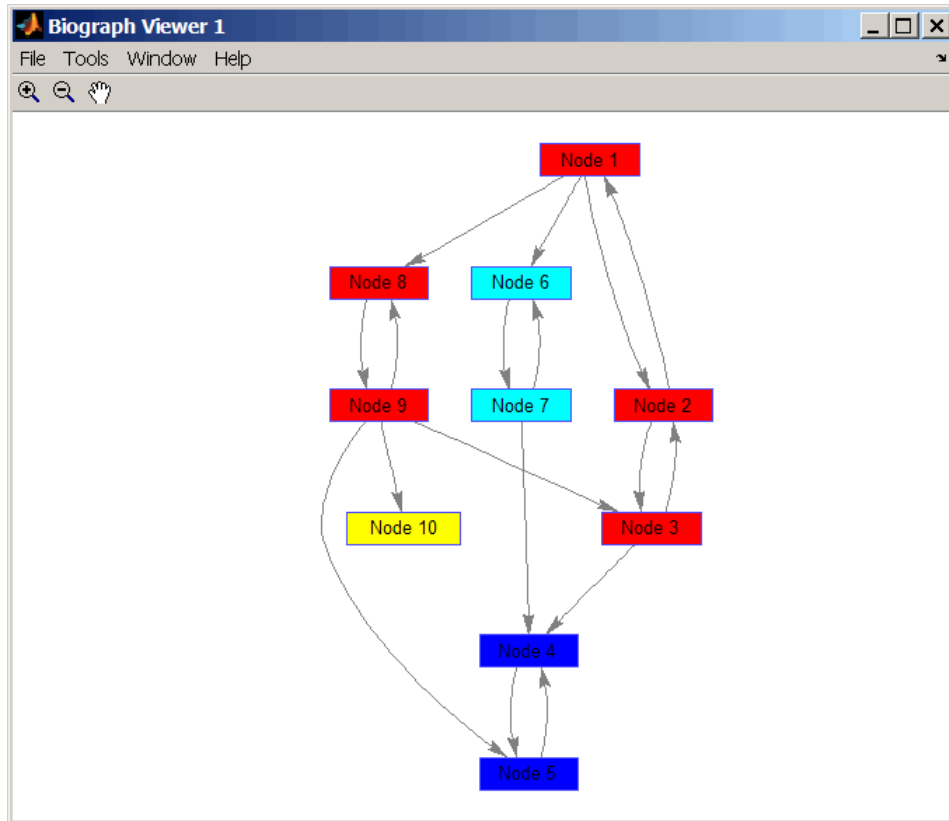 Biograph Viewer 1
File Tools Window Help
Node 1
Node 8 Node 6
Node 9 Node 7 Node 2
Node 10 Node 3
Node 4
Node 5